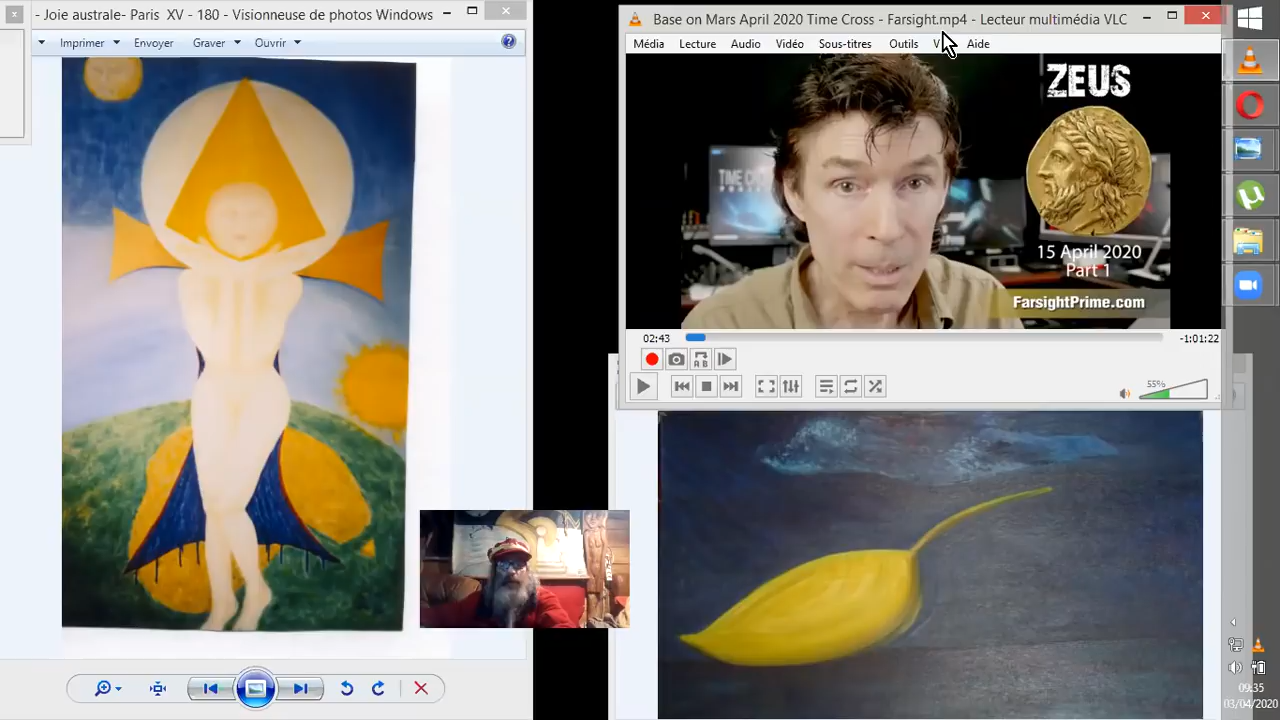 - Joie australe- Paris XV - 180 - Visionneuse de photos Windows
Imprimer
Envoyer
Graver
Ouvrir
Base on Mars April 2020 Time Cross - Farsight.mp4 - Lecteur multimédia VLC
Média
Lecture
Audio
Vidéo
Sous-titres
Outils
V
Aide
ZEUS
TIME CROSS
15 April 2020
Part 1
FarsightPrime.com
02:43
-1:01:22
A B
55%
09:35
03/04/2020